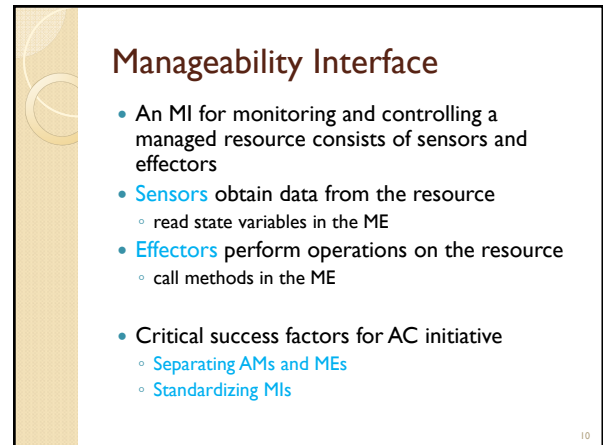 Manageability Interface
• An MI for monitoring and controlling a
managed resource consists of sensors and
effectors
• Sensors obtain data from the resource
◦ read state variables in the ME
• Effectors perform operations on the resource
◦ call methods in the ME
• Critical success factors for AC initiative
◦ Separating AMs and MEs
◦ Standardizing MIs
10